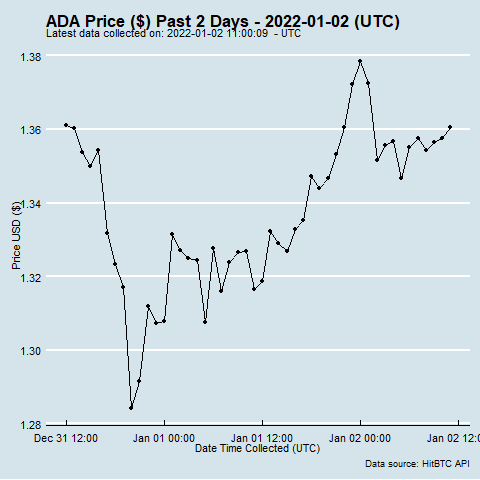 ADA Price ($) Past 2 Days - 2022-01-02 (UTC)
Latest data collected on: 2022-01-02 11:00:09 - UTC
1.38
1.36
1.34
1.32
1.30
1.28
Price USD ($)
Dec 31 12:00 Jan 01 00:00 Jan 01 12:00 Jan 02 00:00 Jan 02 12:00
Date Time Collected (UTC)
Data source: HitBTC API